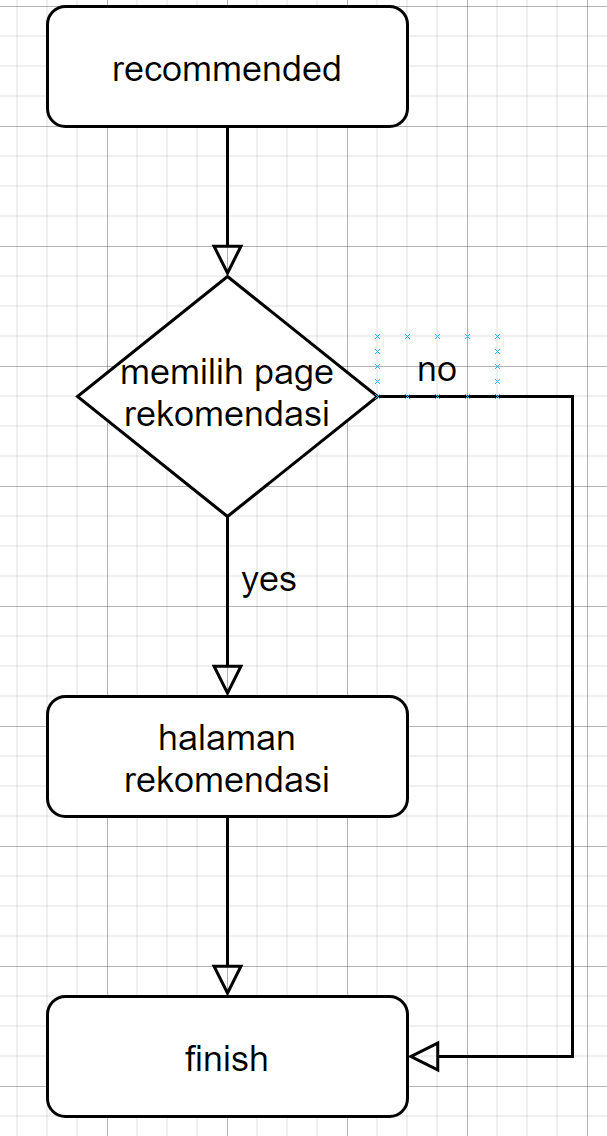 recommended
memilih page
rekomendasi
no
yes
halaman
rekomendasi
finish